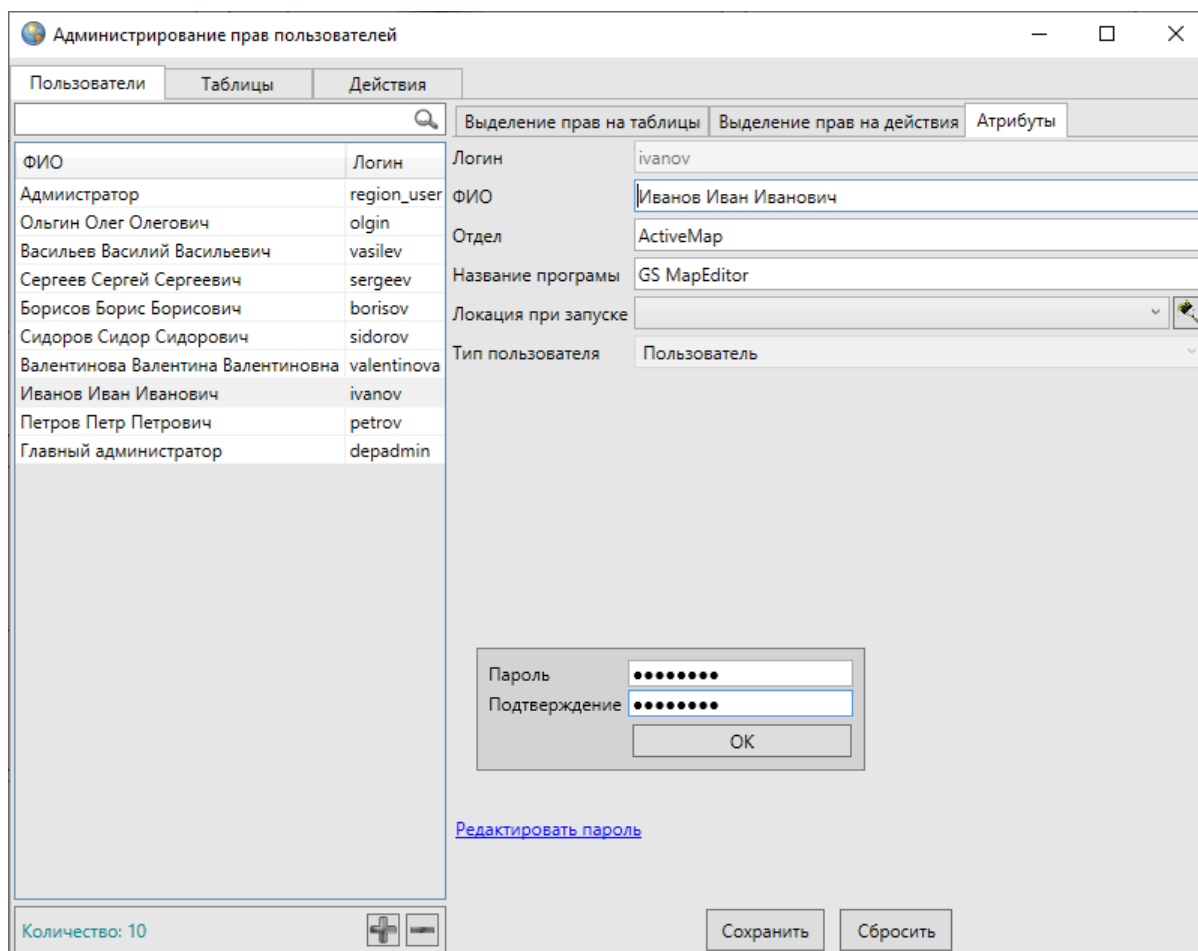 Администрирование прав пользователей
Пользователи Таблицы Действия
Выделение прав на таблицы Выделение прав на действия Атрибуты
ФИО Логин
Адмиистратор region_user
Ольгин Олег Олегович olgin
Васильев Василий Васильевич vasilev
Сергеев Сергей Сергеевич sergeev
Борисов Борис Борисович borisov
Сидоров Сидор Сидорович sidorov
Валентинова Валентина Валентиновна valentinova
Иванов Иван Иванович ivanov
Петров Петр Петрович petrov
Главный администратор depadmin
Количество: 10
Логин ivanov
ФИО Иванов Иван Иванович
Отдел ActiveMap
Название програмы GS MapEditor
Локация при запуске
Тип пользователя Пользователь
Пароль ●●●●●●●●
Подтверждение ●●●●●●●●
ОК
Редактировать пароль
Сохранить Сбросить